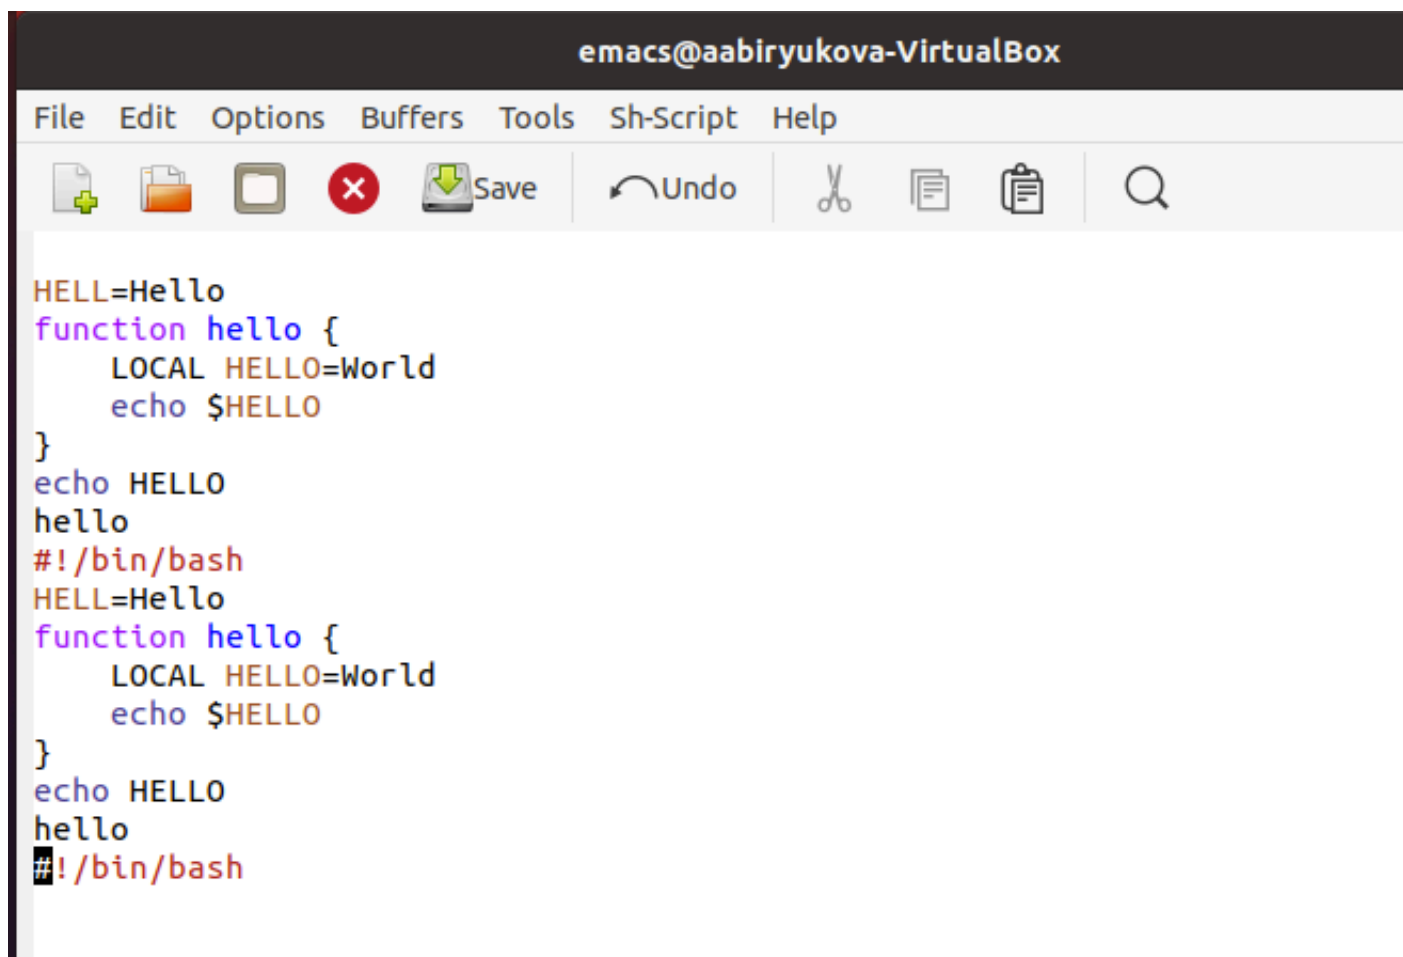 emacs@aabiryukova-VirtualBox
File Edit Options Buffers Tools Sh-Script Help
Save Undo
HELL=Hello
function hello {
    LOCAL HELLO=World
    echo $HELLO
}
echo HELLO
hello
#!/bin/bash
HELL=Hello
function hello {
    LOCAL HELLO=World
    echo $HELLO
}
echo HELLO
hello
#!/bin/bash